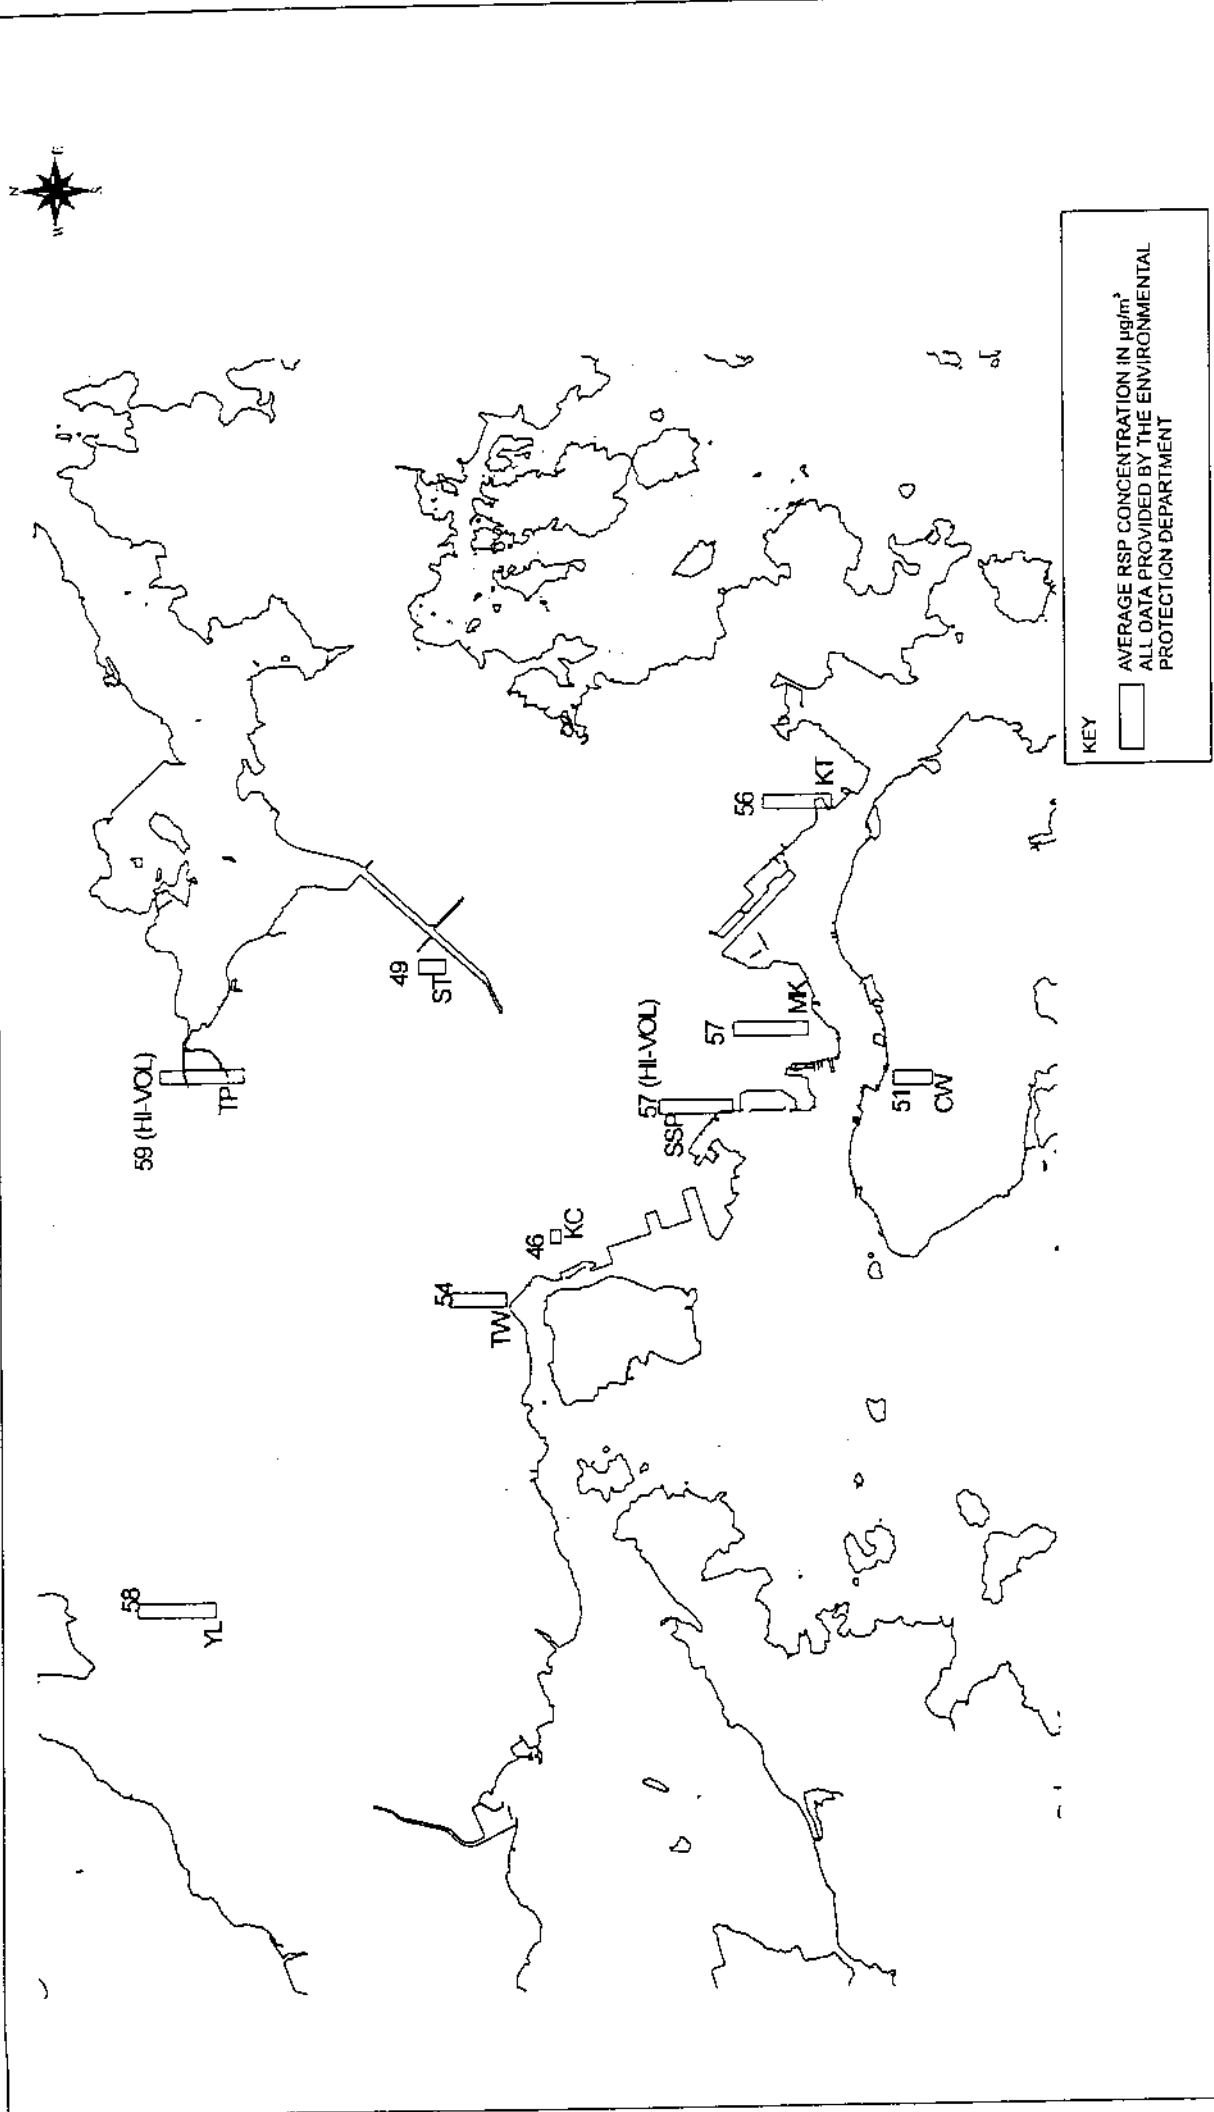 N
E
W
S
58
YL
59 (HI-VOL)
TP
49
ST
54
TW
46
KC
57 (HI-VOL)
SSP
57
MK
56
KT
51
CW
KEY
AVERAGE RSP CONCENTRATION IN µg/m³
ALL DATA PROVIDED BY THE ENVIRONMENTAL
PROTECTION DEPARTMENT